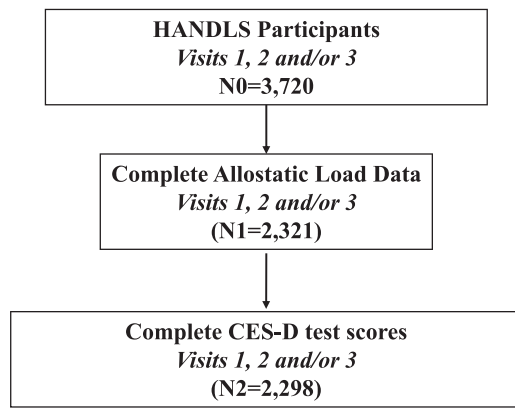 HANDLS Participants
Visits 1, 2 and/or 3
N0=3,720
Complete Allostatic Load Data
Visits 1, 2 and/or 3
(N1=2,321)
Complete CES-D test scores
Visits 1, 2 and/or 3
(N2=2,298)